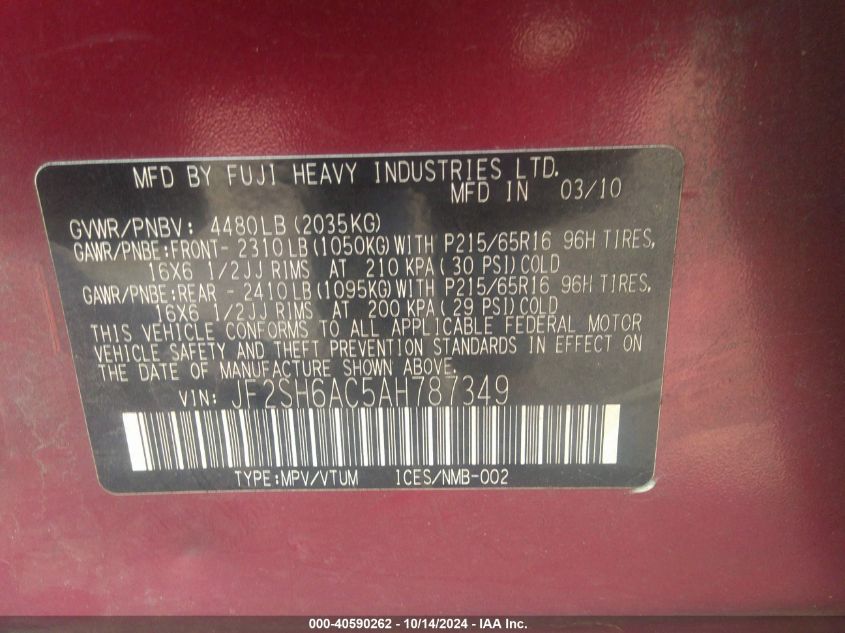 MFD BY FUJI HEAVY INDUSTRIES LTD.
MFD IN 03/10
GVWR/PNBV: 4480LB(2035KG)
GAWR/PNBE:FRONT- 2310LB(1050KG)WITH P215/65R16 96H TIRES,
16X6 1/2JJ RIMS AT 210 KPA( 30 PSI)COLD
GAWR/PNBE:REAR - 2410LB(1095KG)WITH P215/65R16 96H TIRES,
16X6 1/2JJ RIMS AT 200 KPA( 29 PSI)COLD
THIS VEHICLE CONFORMS TO ALL APPLICABLE FEDERAL MOTOR
VEHICLE SAFETY AND THEFT PREVENTION STANDARDS IN EFFECT ON
THE DATE OF MANUFACTURE SHOWN ABOVE.
VIN: JF2SH6AC5AH787349
TYPE:MPV/VTUM ICES/NMB-002
000-40590262 - 10/14/2024 - IAA Inc.